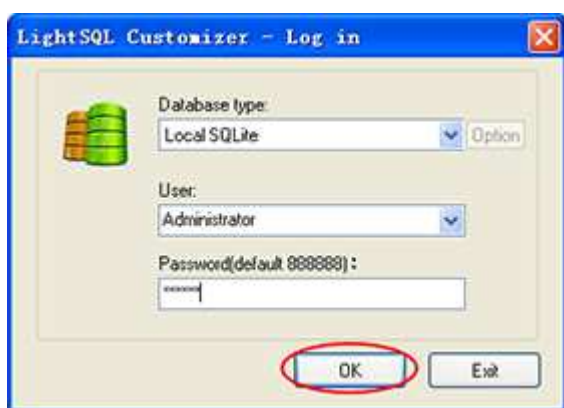 LightSQL Customizer - Log in
Database type:
Local SQLite
Option
User:
Administrator
Password(default 888888):
******
OK
Exit